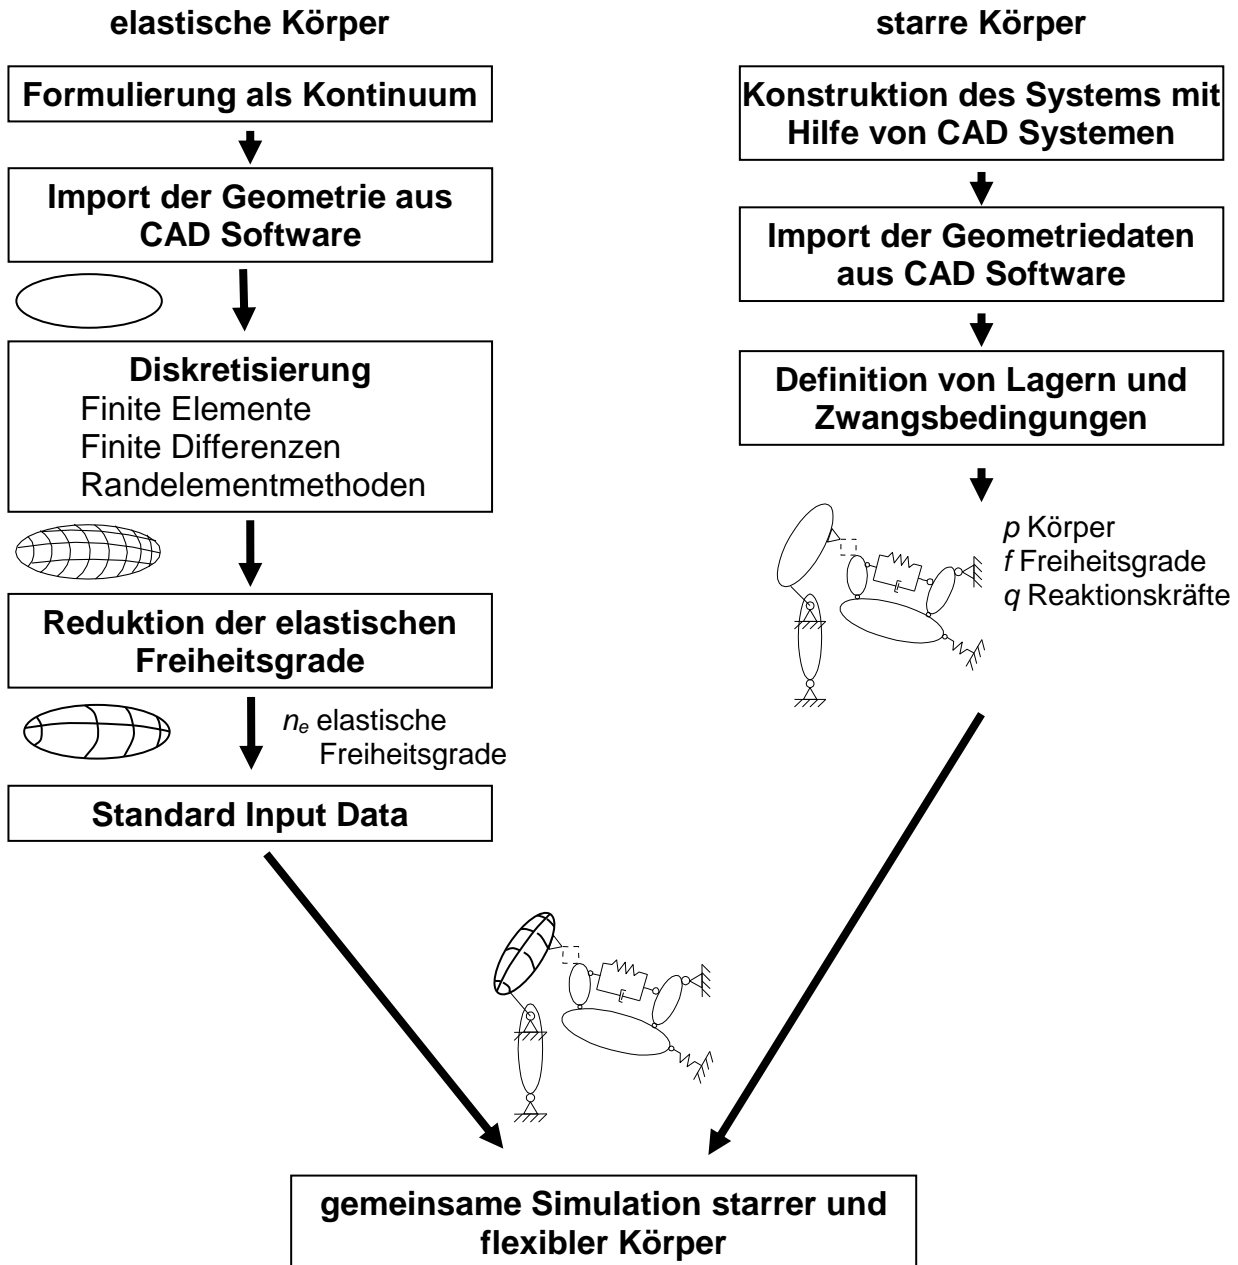 elastische Körper
Formulierung als Kontinuum
Import der Geometrie aus
CAD Software
Diskretisierung
Finite Elemente
Finite Differenzen
Randelementmethoden
Reduktion der elastischen
Freiheitsgrade
nₑ elastische
Freiheitsgrade
Standard Input Data
starre Körper
Konstruktion des Systems mit
Hilfe von CAD Systemen
Import der Geometriedaten
aus CAD Software
Definition von Lagern und
Zwangsbedingungen
p Körper
f Freiheitsgrade
q Reaktionskräfte
gemeinsame Simulation starrer und
flexibler Körper